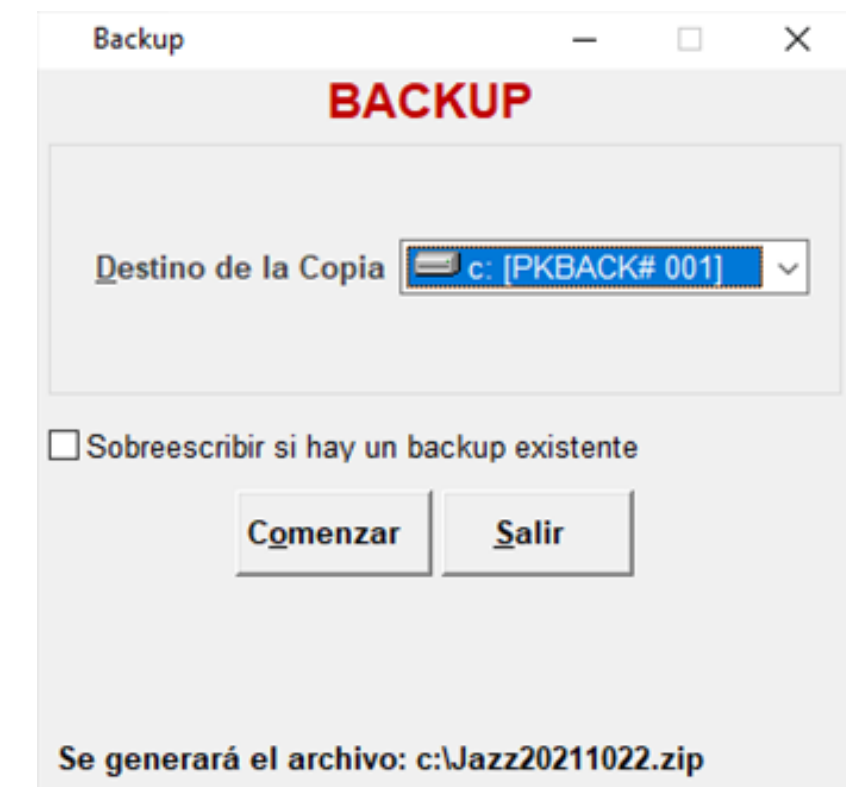 Backup
BACKUP
Destino de la Copia c: [PKBACK# 001]
Sobreescribir si hay un backup existente
Comenzar Salir
Se generará el archivo: c:\Jazz20211022.zip